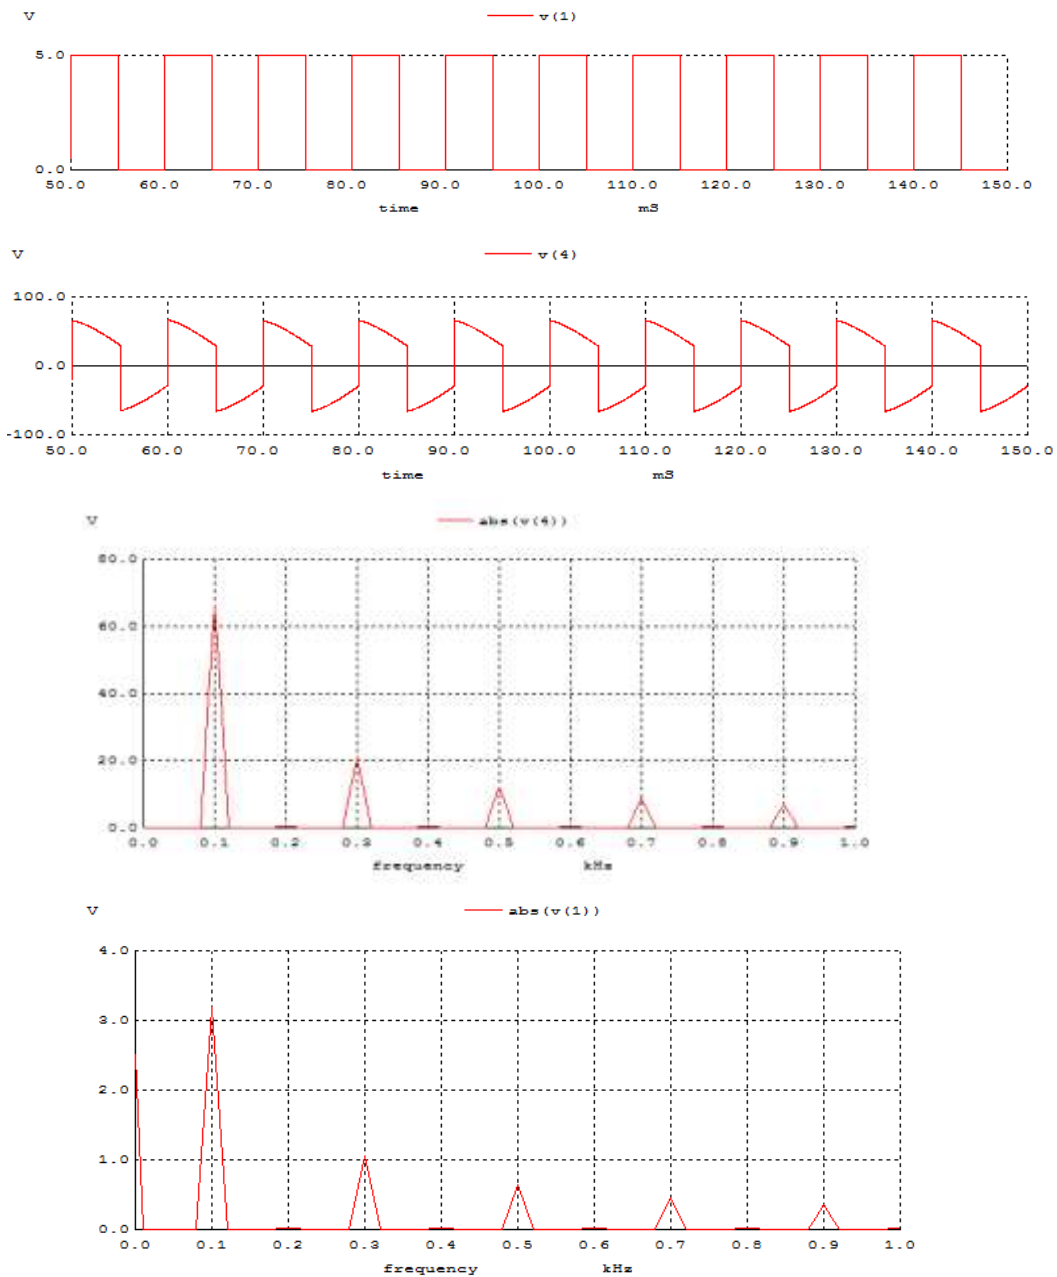 V v(1)
5.0
0.0
50.0 60.0 70.0 80.0 90.0 100.0 110.0 120.0 130.0 140.0 150.0
time mS
V v(4)
100.0
0.0
-100.0
50.0 60.0 70.0 80.0 90.0 100.0 110.0 120.0 130.0 140.0 150.0
time mS
V abs(v(4))
80.0
60.0
40.0
20.0
0.0
0.0 0.1 0.2 0.3 0.4 0.5 0.6 0.7 0.8 0.9 1.0
frequency kHz
V abs(v(1))
4.0
3.0
2.0
1.0
0.0
0.0 0.1 0.2 0.3 0.4 0.5 0.6 0.7 0.8 0.9 1.0
frequency kHz